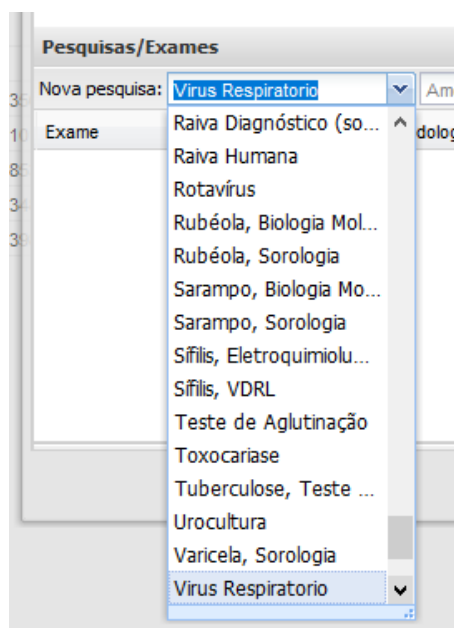 Pesquisas/Exames
Nova pesquisa: Virus Respiratorio Am
Exame dolog
Raiva Diagnóstico (so...
Raiva Humana
Rotavírus
Rubéola, Biologia Mol...
Rubéola, Sorologia
Sarampo, Biologia Mo...
Sarampo, Sorologia
Sífilis, Eletroquimiolu...
Sífilis, VDRL
Teste de Aglutinação
Toxocariase
Tuberculose, Teste ...
Urocultura
Varicela, Sorologia
Virus Respiratorio